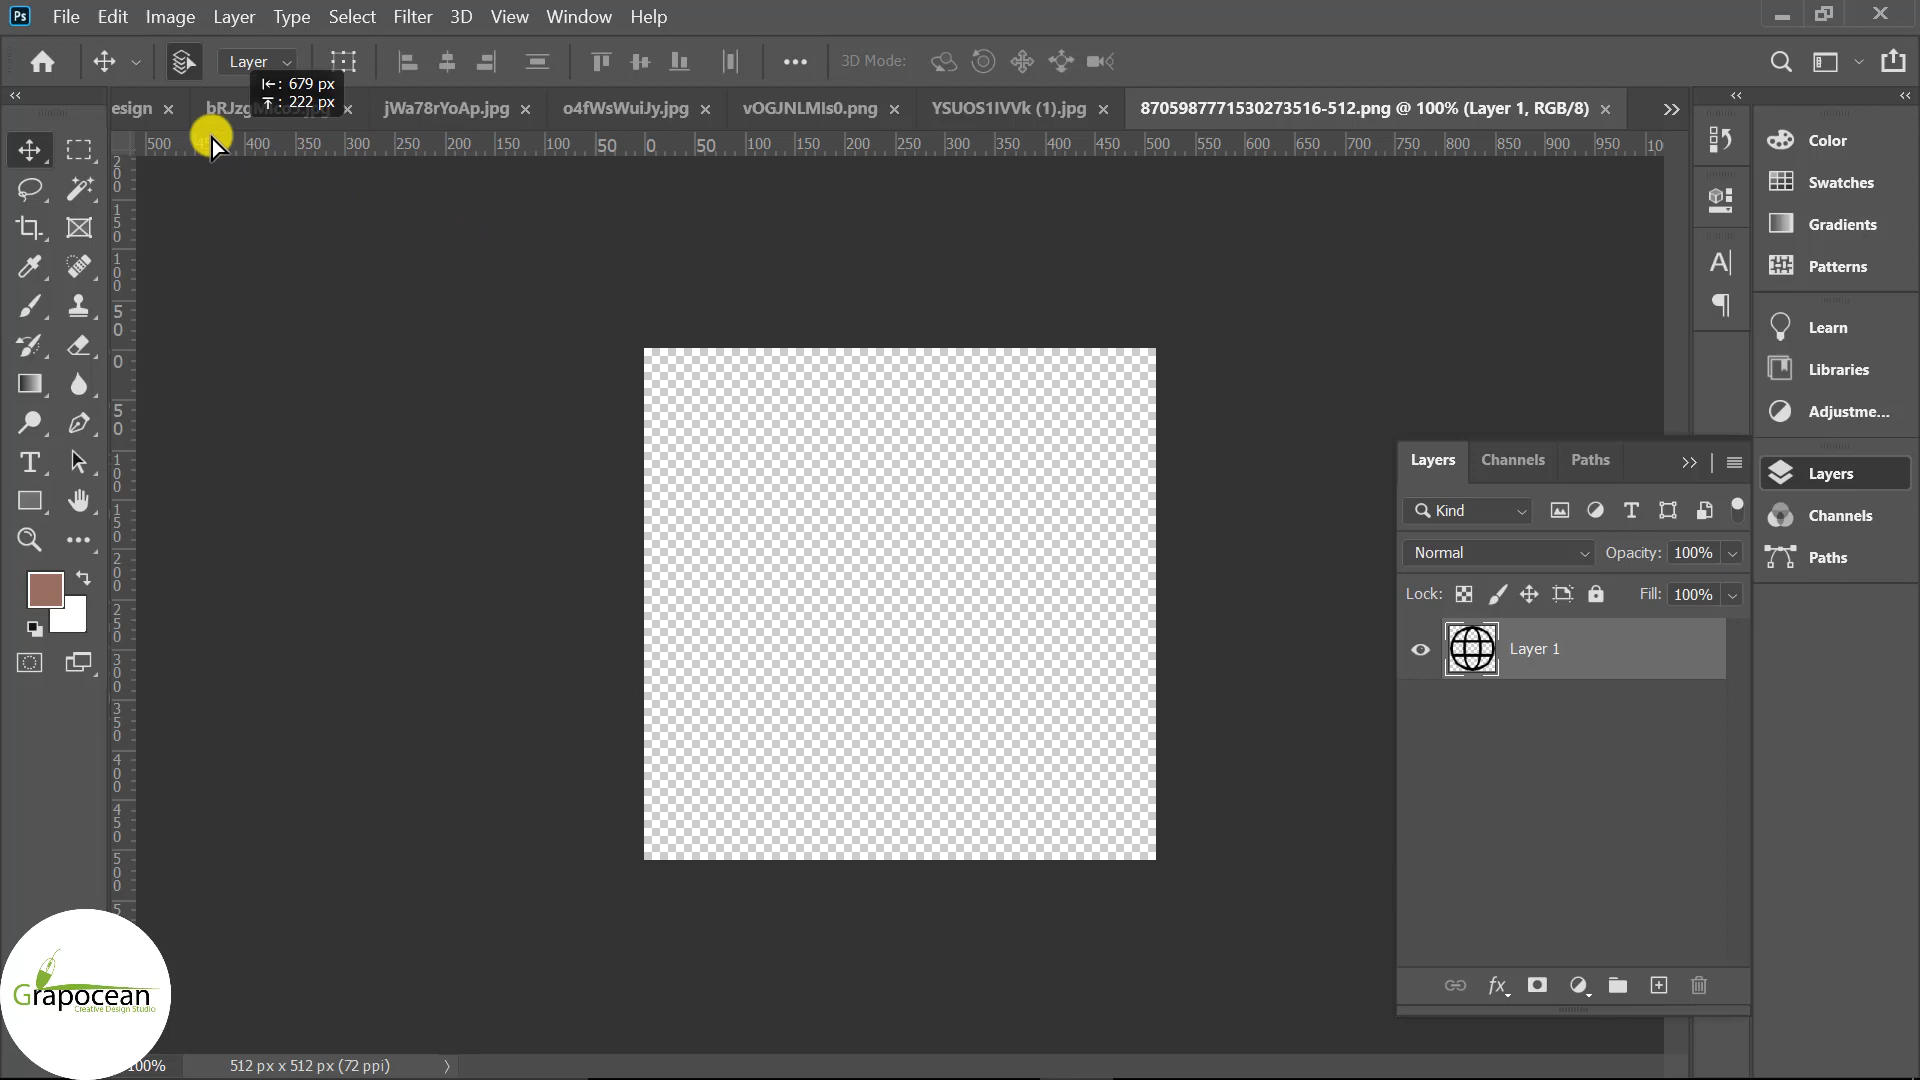 Ps File Edit Image Layer Type Select Filter 3D View Window Help
Layer 3D Mode:
679 px
222 px
esign jWa78rYoAp.jpg o4fWsWuiJy.jpg vOGJNLMIs0.png YSUOS1IVVk (1).jpg 8705987771530273516-512.png @ 100% (Layer 1, RGB/8)
500 400 350 300 250 200 150 100 50 0 50 100 150 200 250 300 350 400 450 500 550 600 650 700 750 800 850 900 950 10
200
150
100
50
0
50
100
150
200
250
300
350
400
450
500
5
Color
Swatches
Gradients
Patterns
Learn
Libraries
Adjustme...
Layers
Channels
Paths
Layers Channels Paths
Kind
Normal Opacity: 100%
Lock: Fill: 100%
Layer 1
fx
Grapocean
Creative Design Studio
100% 512 px x 512 px (72 ppi)